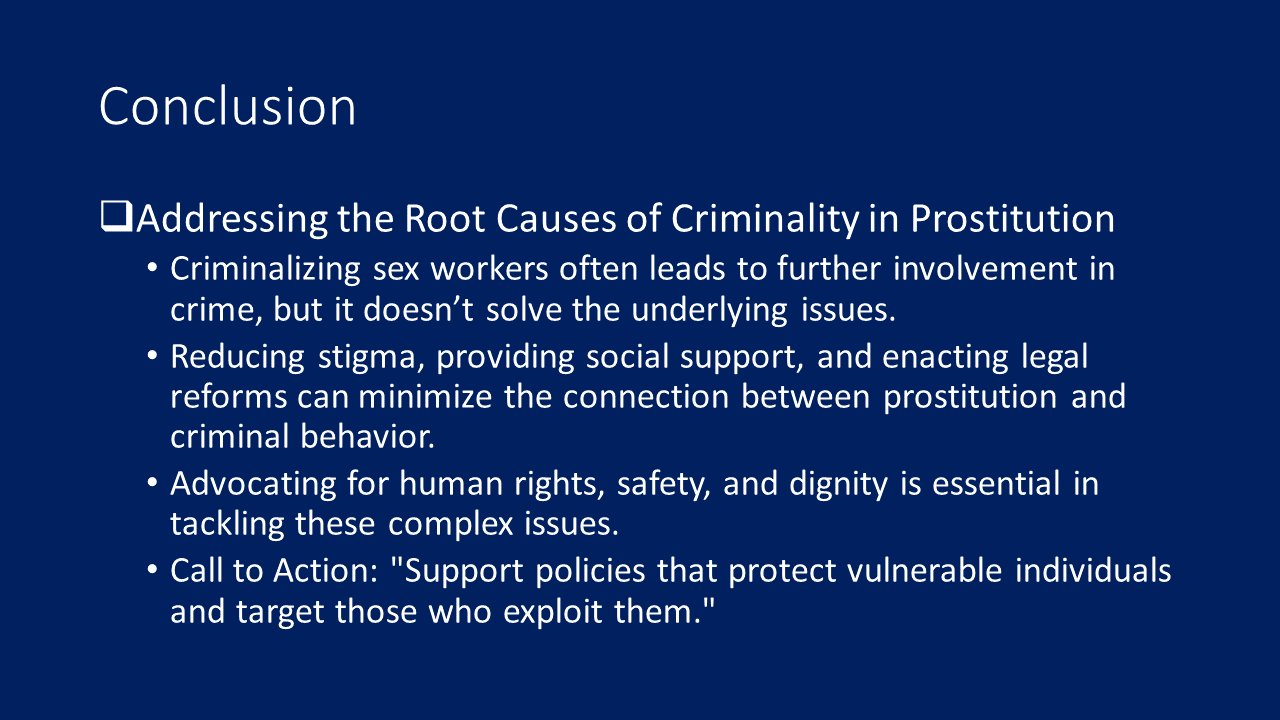 Conclusion
❑Addressing the Root Causes of Criminality in Prostitution
• Criminalizing sex workers often leads to further involvement in
crime, but it doesn’t solve the underlying issues.
• Reducing stigma, providing social support, and enacting legal
reforms can minimize the connection between prostitution and
criminal behavior.
• Advocating for human rights, safety, and dignity is essential in
tackling these complex issues.
• Call to Action: "Support policies that protect vulnerable individuals
and target those who exploit them."